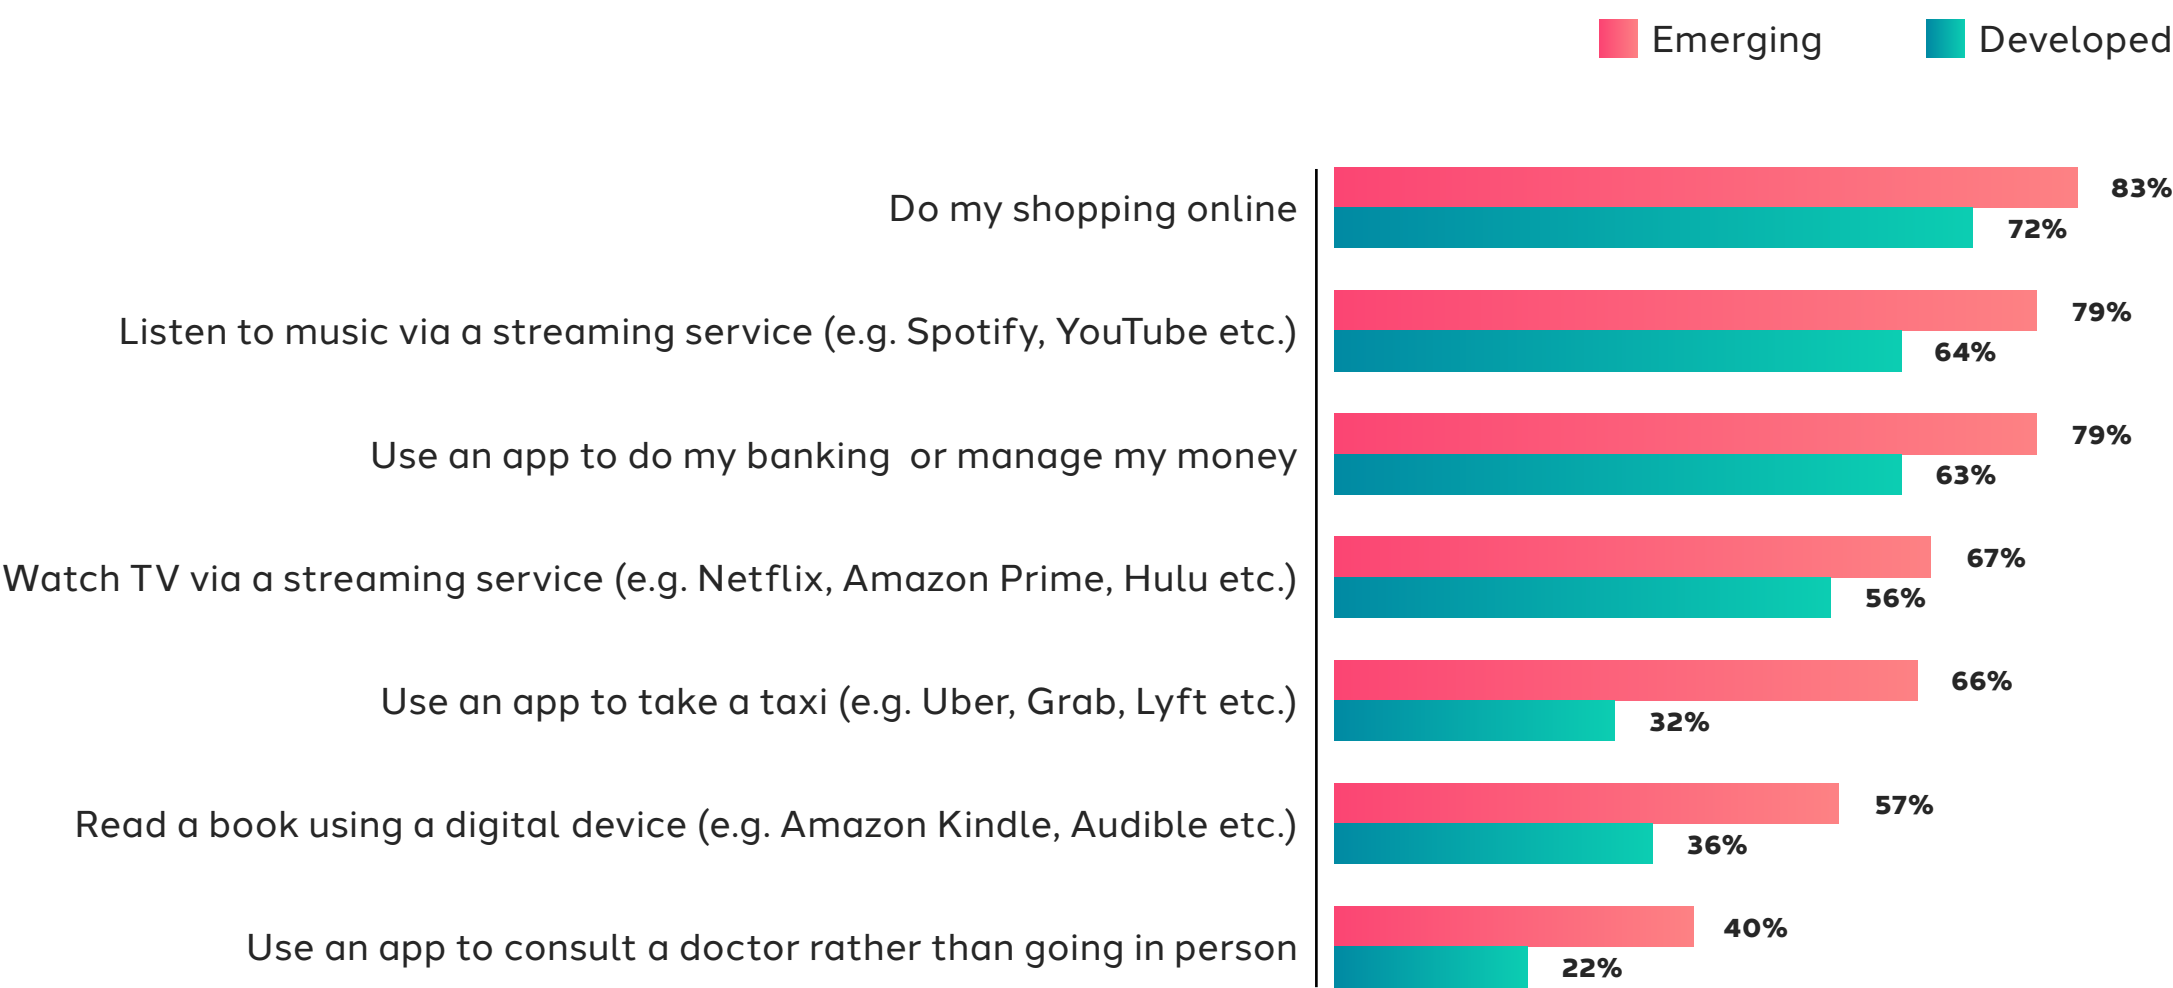 Emerging Developed
Do my shopping online 83%
72%
Listen to music via a streaming service (e.g. Spotify, YouTube etc.) 79%
64%
Use an app to do my banking  or manage my money 79%
63%
Watch TV via a streaming service (e.g. Netflix, Amazon Prime, Hulu etc.) 67%
56%
Use an app to take a taxi (e.g. Uber, Grab, Lyft etc.) 66%
32%
Read a book using a digital device (e.g. Amazon Kindle, Audible etc.) 57%
36%
Use an app to consult a doctor rather than going in person 40%
22%